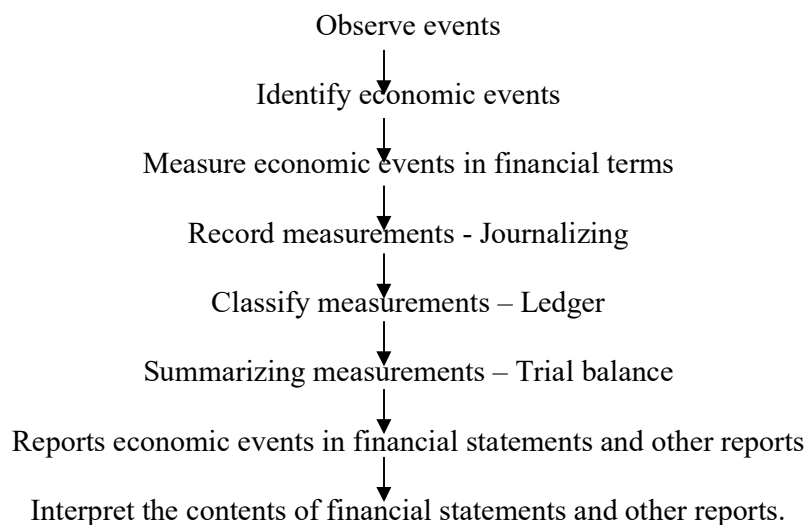 Observe events
Identify economic events
Measure economic events in financial terms
Record measurements - Journalizing
Classify measurements – Ledger
Summarizing measurements – Trial balance
Reports economic events in financial statements and other reports
Interpret the contents of financial statements and other reports.